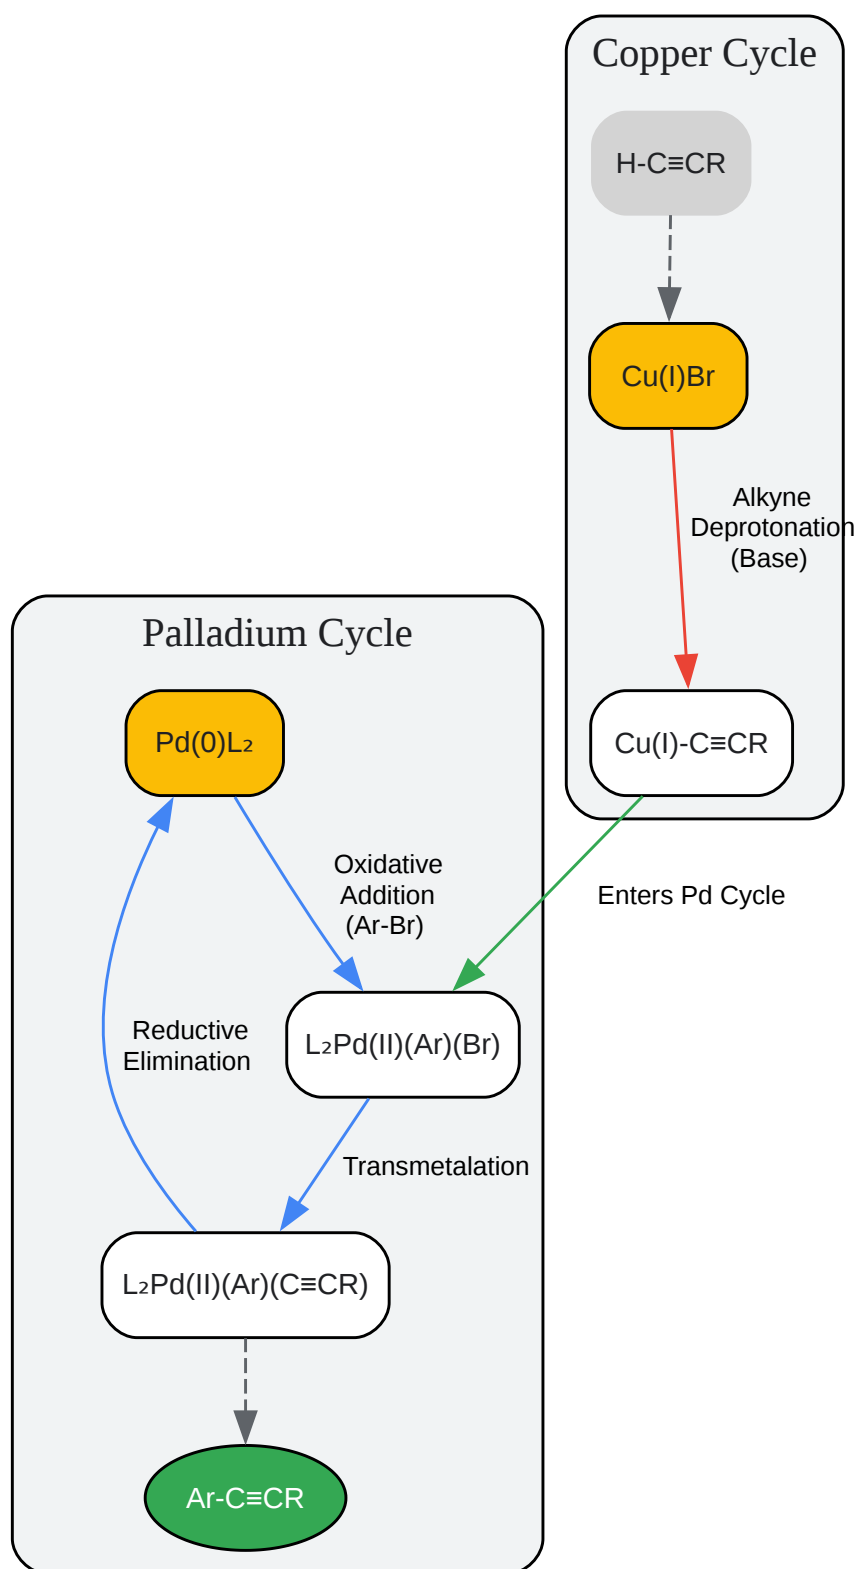 Copper Cycle
H-C≡CR
Cu(I)Br
Alkyne
Deprotonation
(Base)
Cu(I)-C≡CR
Enters Pd Cycle
Palladium Cycle
Pd(0)L₂
Oxidative
Addition
(Ar-Br)
Reductive
Elimination
L₂Pd(II)(Ar)(Br)
Transmetalation
L₂Pd(II)(Ar)(C≡CR)
Ar-C≡CR